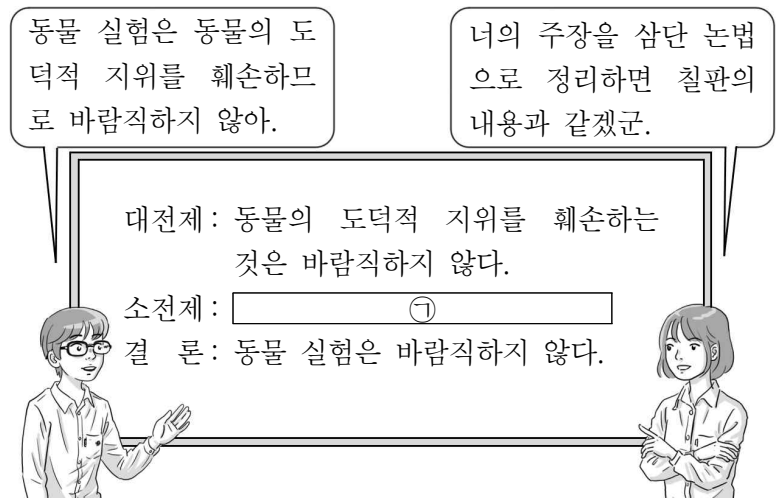 동물 실험은 동물의 도
덕적 지위를 훼손하므
로 바람직하지 않아.
너의 주장을 삼단 논법
으로 정리하면 칠판의
내용과 같겠군.
대전제: 동물의 도덕적 지위를 훼손하는
것은 바람직하지 않다.
소전제: ㉠
결 론: 동물 실험은 바람직하지 않다.